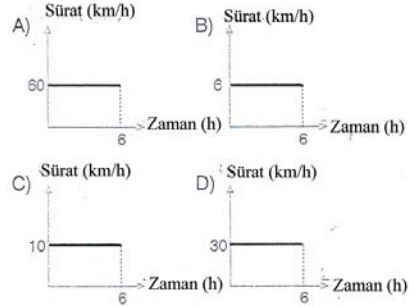 A) Sürat (km/h)
60
6
Zaman (h)
B) Sürat (km/h)
6
6
Zaman (h)
C) Sürat (km/h)
10
6
Zaman (h)
D) Sürat (km/h)
30
6
Zaman (h)